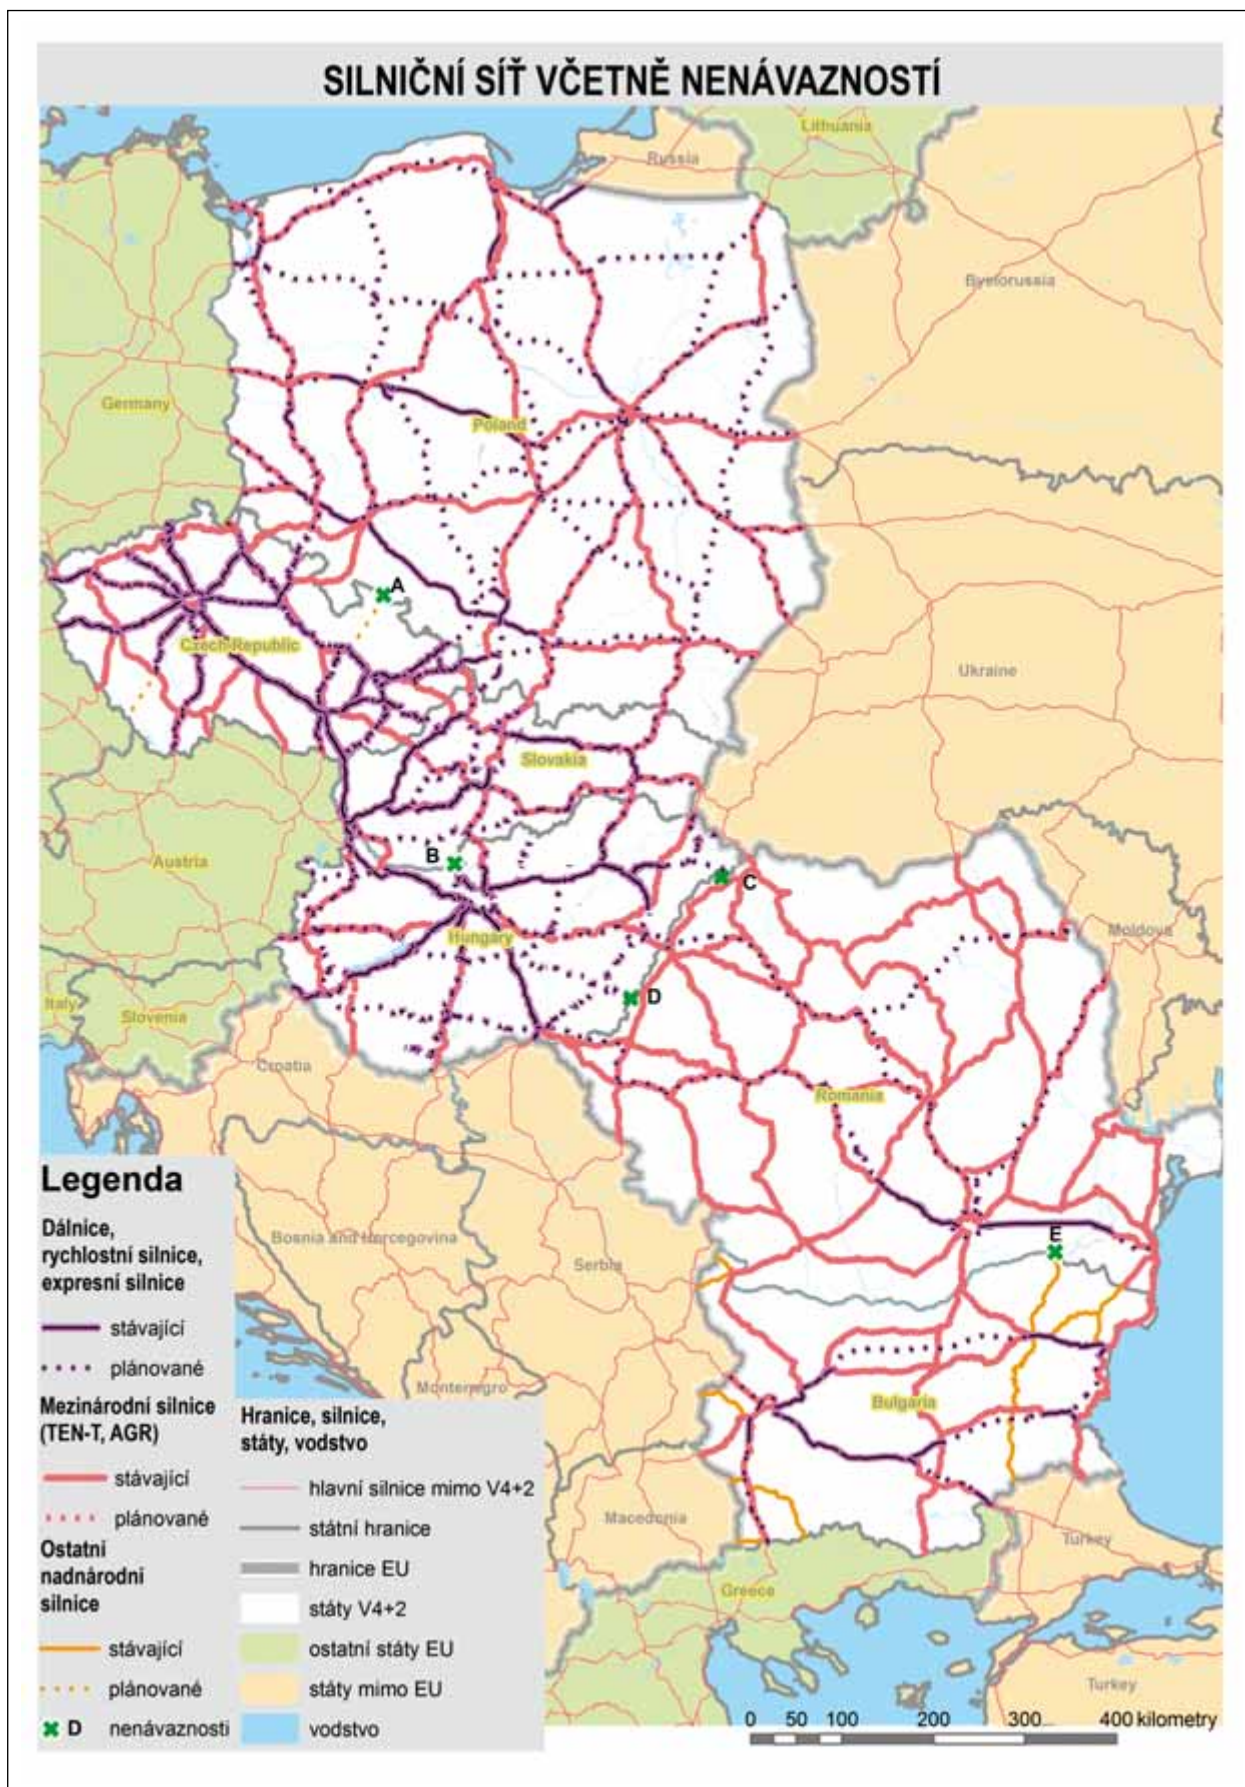 SILNIČNÍ SÍŤ VČETNĚ NENÁVAZNOSTÍ
Lithuania
Russia
Byelorussia
Germany
Poland
A
Czech Republic
Ukraine
Slovakia
Austria
B
C
Hungary
Moldova
D
Italy
Slovenia
Croatia
Romania
Bosnia and Hercegovina
Serbia
E
Montenegro
Bulgaria
Macedonia
Turkey
Greece
Turkey
Legenda
Dálnice,
rychlostní silnice,
expresní silnice
stávající
plánované
Mezinárodní silnice
(TEN-T, AGR)
stávající
plánované
Ostatní
nadnárodní
silnice
stávající
plánované
D nenávaznosti
Hranice, silnice,
státy, vodstvo
hlavní silnice mimo V4+2
státní hranice
hranice EU
státy V4+2
ostatní státy EU
státy mimo EU
vodstvo
0 50 100 200 300 400 kilometry